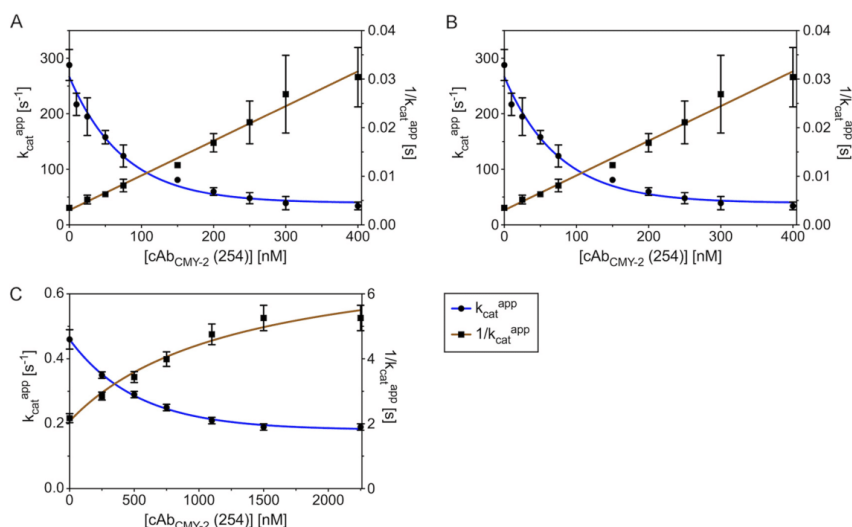 A
k_cat^app [s^-1]
300
200
100
0
0.04
0.03
0.02
0.01
0.00
1/k_cat^app [s]
0 100 200 300 400
[cAb_CMY-2 (254)] [nM]
B
k_cat^app [s^-1]
300
200
100
0
0.04
0.03
0.02
0.01
0.00
1/k_cat^app [s]
0 100 200 300 400
[cAb_CMY-2 (254)] [nM]
C
k_cat^app [s^-1]
0.6
0.4
0.2
0.0
6
4
2
0
1/k_cat^app [s]
0 500 1000 1500 2000
[cAb_CMY-2 (254)] [nM]
k_cat^app
1/k_cat^app